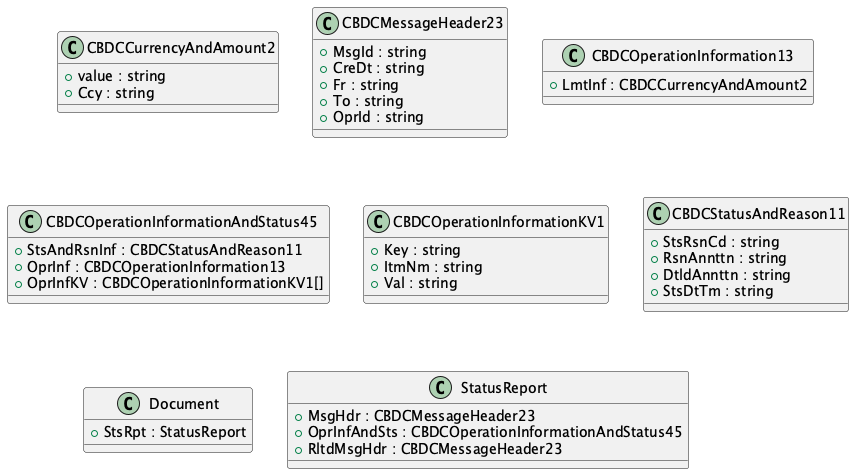 CBDCCurrencyAndAmount2
value : string
Ccy : string
CBDCMessageHeader23
MsgId : string
CreDt : string
Fr : string
To : string
OprId : string
CBDCOperationInformation13
LmtInf : CBDCCurrencyAndAmount2
CBDCOperationInformationAndStatus45
StsAndRsnInf : CBDCStatusAndReason11
OprInf : CBDCOperationInformation13
OprInfKV : CBDCOperationInformationKV1[]
CBDCOperationInformationKV1
Key : string
ItmNm : string
Val : string
CBDCStatusAndReason11
StsRsnCd : string
RsnAnnttn : string
DtldAnnttn : string
StsDtTm : string
Document
StsRpt : StatusReport
StatusReport
MsgHdr : CBDCMessageHeader23
OprInfAndSts : CBDCOperationInformationAndStatus45
RltdMsgHdr : CBDCMessageHeader23